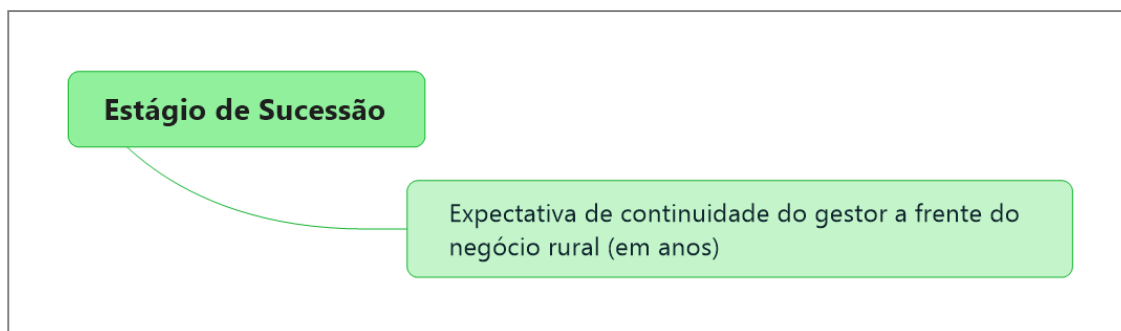 Estágio de Sucessão
Expectativa de continuidade do gestor a frente do
negócio rural (em anos)